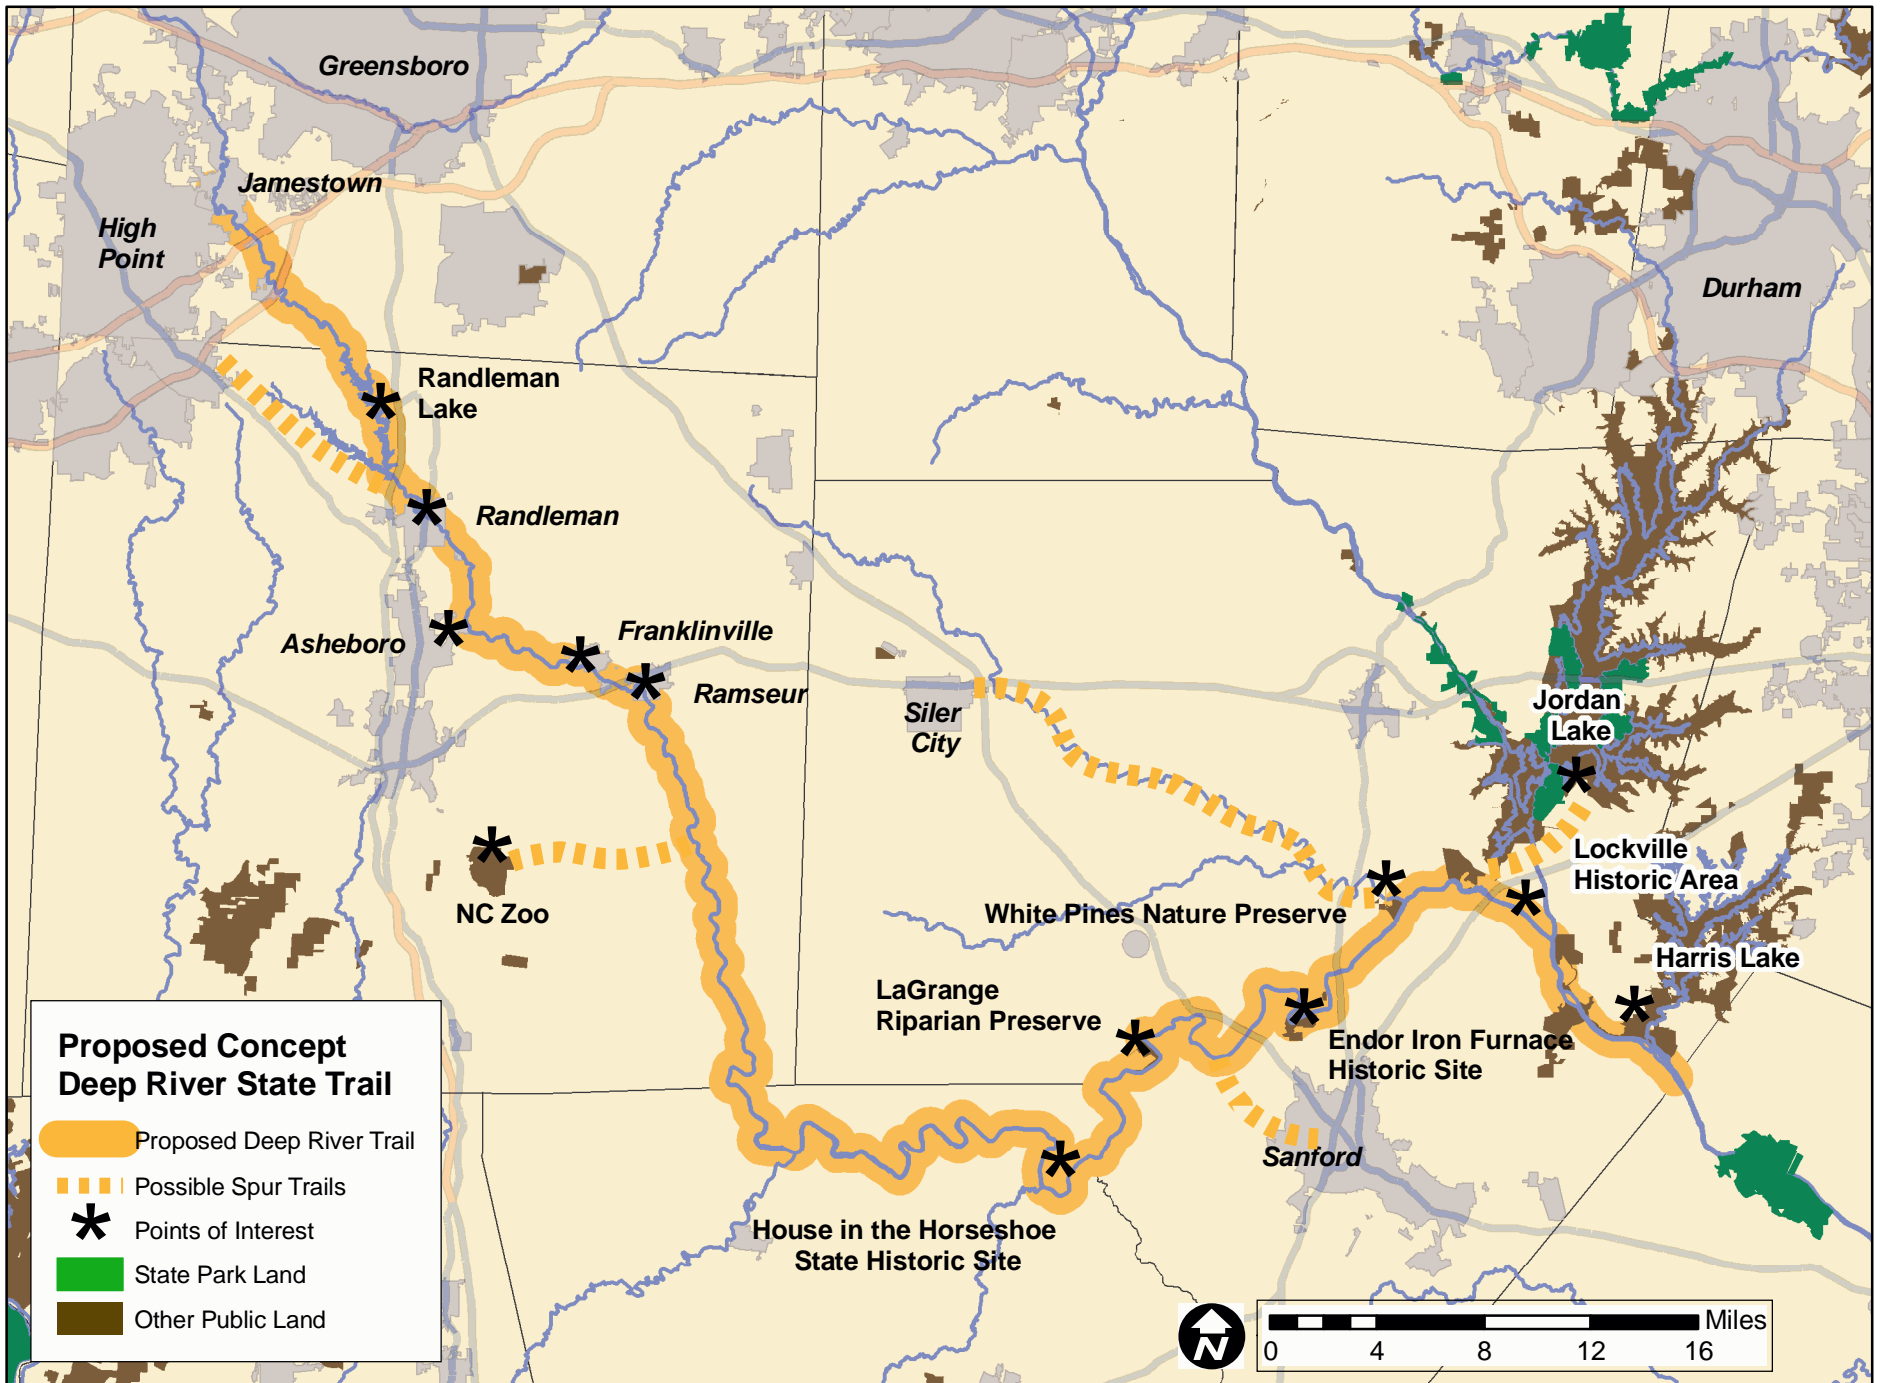 Greensboro
Jamestown
High
Point
Durham
Randleman
Lake
Randleman
Franklinville
Asheboro
Ramseur
Siler
City
Jordan
Lake
Lockville
Historic Area
NC Zoo
White Pines Nature Preserve
Harris Lake
LaGrange
Riparian Preserve
Endor Iron Furnace
Historic Site
Sanford
House in the Horseshoe
State Historic Site
Proposed Concept
Deep River State Trail
Proposed Deep River Trail
Possible Spur Trails
Points of Interest
State Park Land
Other Public Land
N
Miles
0 4 8 12 16